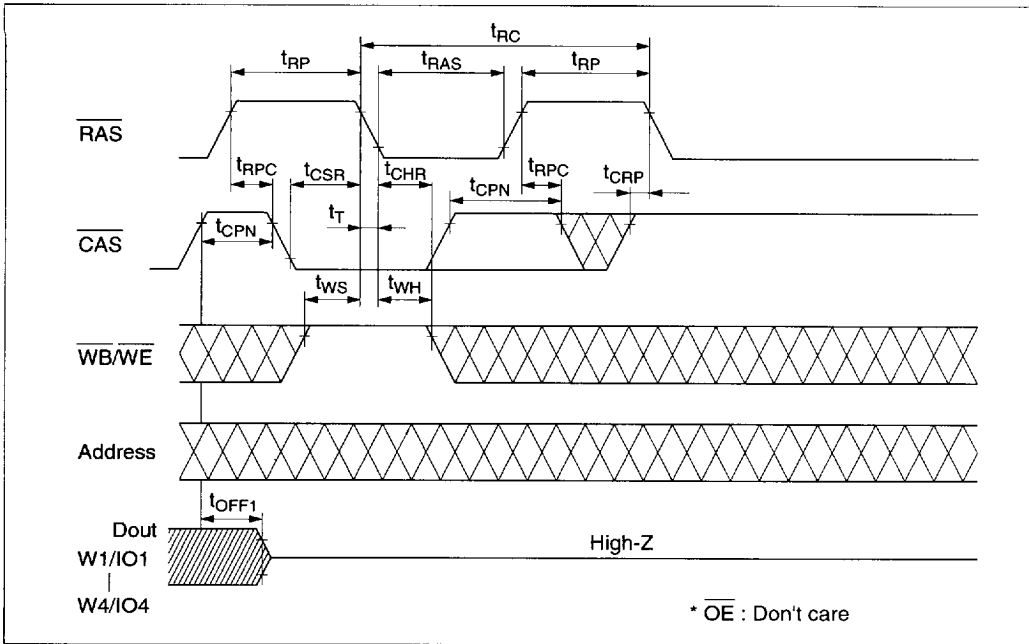 tRC
tRP tRAS tRP
RAS
tRPC tCSR tCHR tCPN tRPC tCRP
tT
CAS tCPN
tWS tWH
WB/WE
Address
tOFF1
Dout
W1/IO1 High-Z
|
W4/IO4
* OE : Don't care